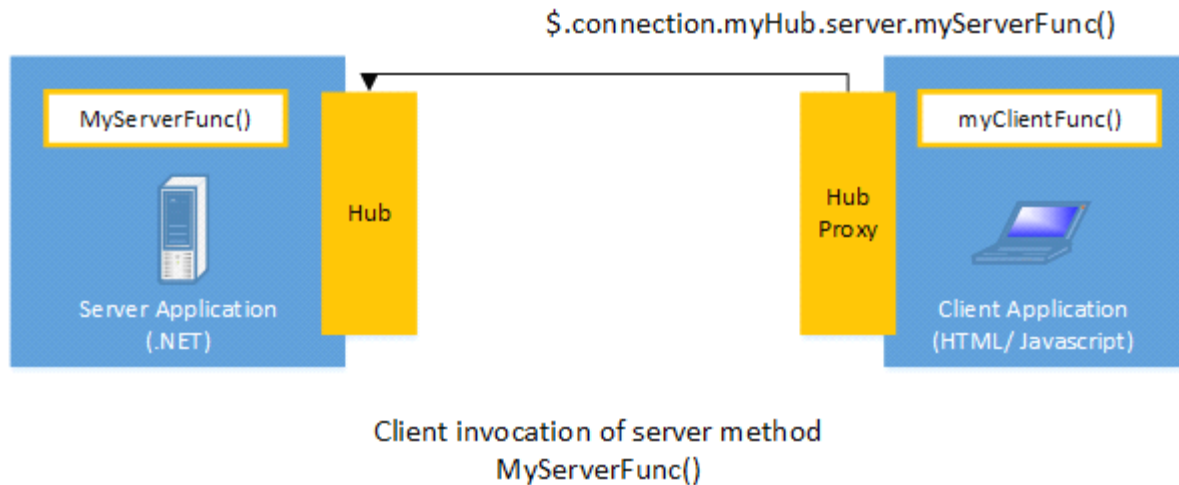 $.connection.myHub.server.myServerFunc()
MyServerFunc()
Hub
Server Application
(.NET)
Hub
Proxy
myClientFunc()
Client Application
(HTML/ Javascript)
Client invocation of server method
MyServerFunc()